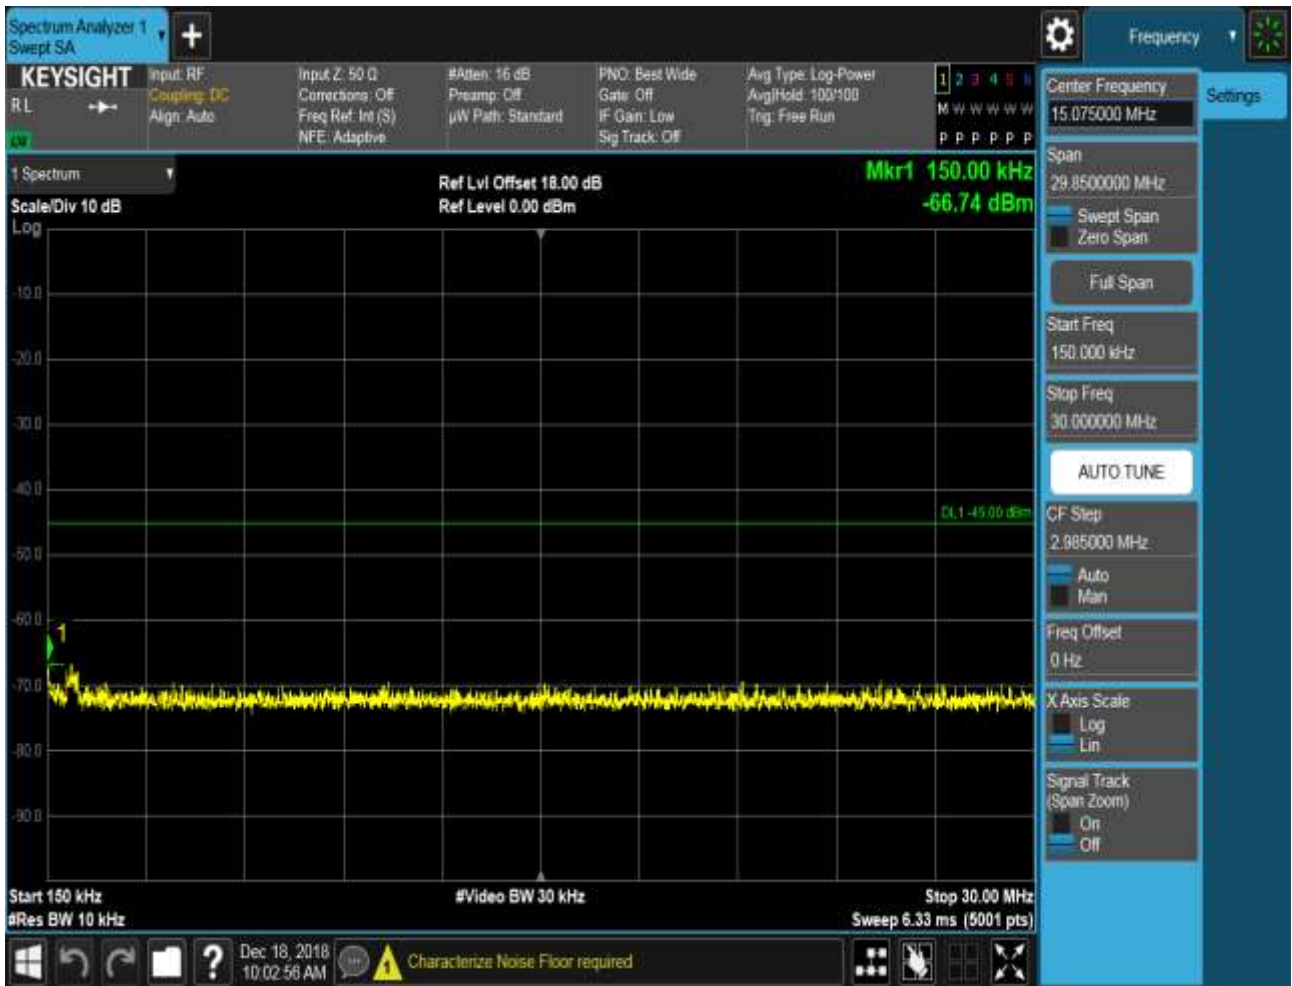 Spectrum Analyzer 1
Swept SA
Frequency
KEYSIGHT
RL
Input: RF
Coupling: DC
Align: Auto
Input Z: 50 Ω
Corrections: Off
Freq Ref: Int (S)
NFE: Adaptive
#Atten: 16 dB
Preamp: Off
µW Path: Standard
PNO: Best Wide
Gate: Off
IF Gain: Low
Sig Track: Off
Avg Type: Log-Power
Avg|Hold: 100/100
Trig: Free Run
1 2 3 4 5 6
M W W W W W
P P P P P P
Settings
1 Spectrum
Scale/Div 10 dB
Log
Ref Lvl Offset 18.00 dB
Ref Level 0.00 dBm
Mkr1 150.00 kHz
-66.74 dBm
-10.0
-20.0
-30.0
-40.0
DL1 -45.00 dBm
-50.0
-60.0
1
-70.0
-80.0
-90.0
Start 150 kHz
#Res BW 10 kHz
#Video BW 30 kHz
Stop 30.00 MHz
Sweep 6.33 ms (5001 pts)
Center Frequency
15.075000 MHz
Span
29.8500000 MHz
Swept Span
Zero Span
Full Span
Start Freq
150.000 kHz
Stop Freq
30.000000 MHz
AUTO TUNE
CF Step
2.985000 MHz
Auto
Man
Freq Offset
0 Hz
X Axis Scale
Log
Lin
Signal Track
(Span Zoom)
On
Off
?
Dec 18, 2018
10:02:56 AM
1
Characterize Noise Floor required